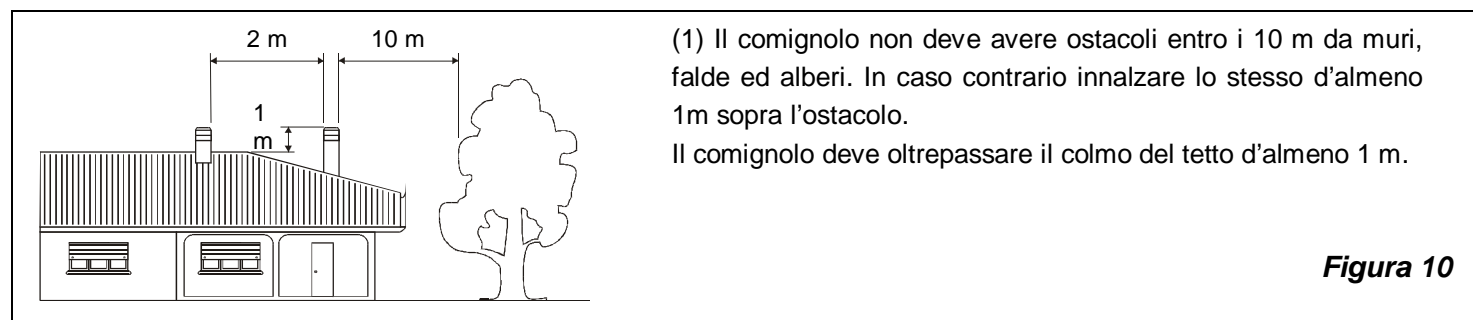 2 m 10 m
1
m
(1) Il comignolo non deve avere ostacoli entro i 10 m da muri,
falde ed alberi. In caso contrario innalzare lo stesso d’almeno
1m sopra l’ostacolo.
Il comignolo deve oltrepassare il colmo del tetto d’almeno 1 m.
Figura 10